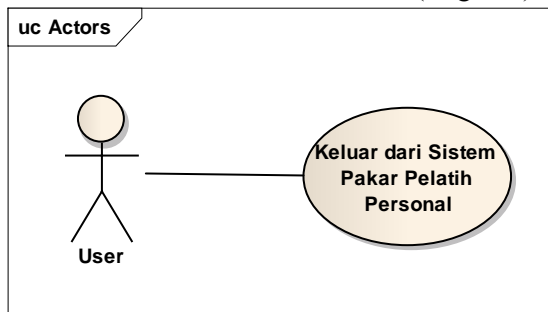 uc Actors
Keluar dari Sistem
Pakar Pelatih
Personal
User